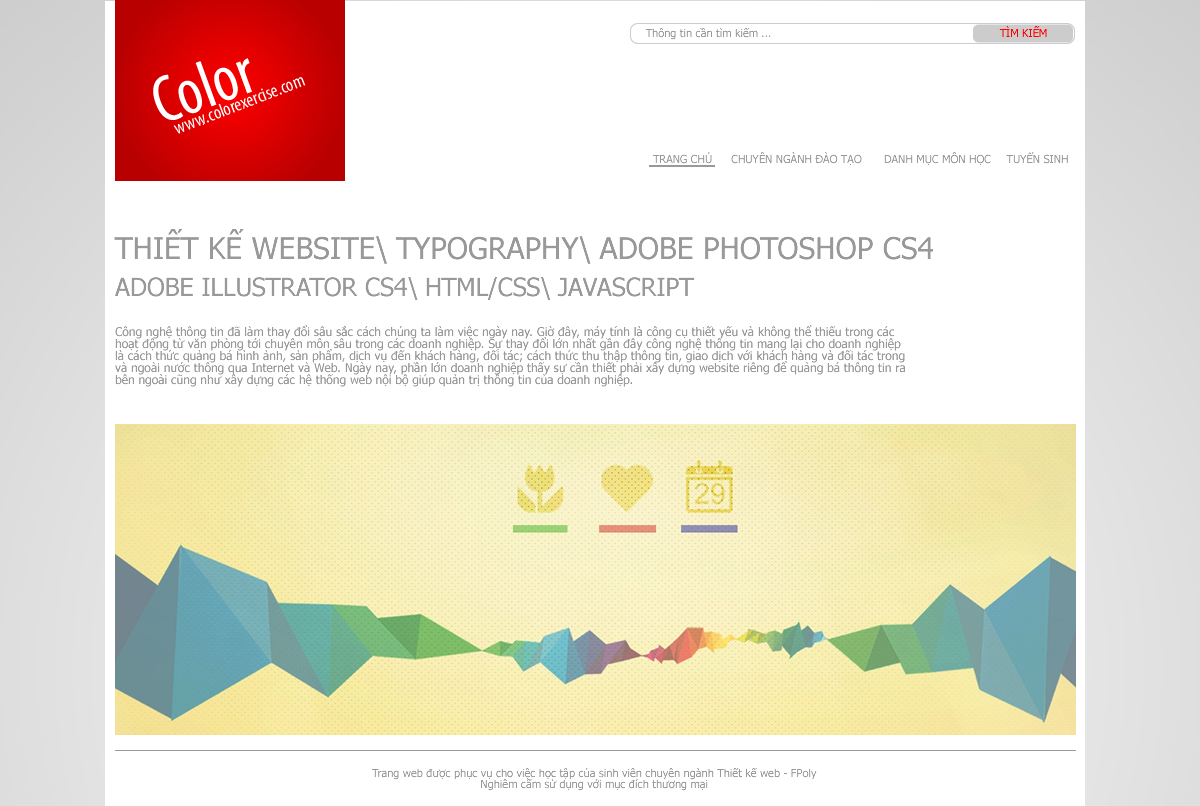 Color
www.colorexercise.com
Thông tin cần tìm kiếm ...
TÌM KIẾM
TRANG CHỦ
CHUYÊN NGÀNH ĐÀO TẠO
DANH MỤC MÔN HỌC
TUYỂN SINH
THIẾT KẾ WEBSITE\ TYPOGRAPHY\ ADOBE PHOTOSHOP CS4
ADOBE ILLUSTRATOR CS4\ HTML/CSS\ JAVASCRIPT
Công nghệ thông tin đã làm thay đổi sâu sắc cách chúng ta làm việc ngày nay. Giờ đây, máy tính là công cụ thiết yếu và không thể thiếu trong các
hoạt động từ văn phòng tới chuyên môn sâu trong các doanh nghiệp. Sự thay đổi lớn nhất gần đây công nghệ thông tin mang lại cho doanh nghiệp
là cách thức quảng bá hình ảnh, sản phẩm, dịch vụ đến khách hàng, đối tác; cách thức thu thập thông tin, giao dịch với khách hàng và đối tác trong
và ngoài nước thông qua Internet và Web. Ngày nay, phần lớn doanh nghiệp thấy sự cần thiết phải xây dựng website riêng để quảng bá thông tin ra
bên ngoài cũng như xây dựng các hệ thống web nội bộ giúp quản trị thông tin của doanh nghiệp.
29
Trang web được phục vụ cho việc học tập của sinh viên chuyên ngành Thiết kế web - FPoly
Nghiêm cấm sử dụng với mục đích thương mại